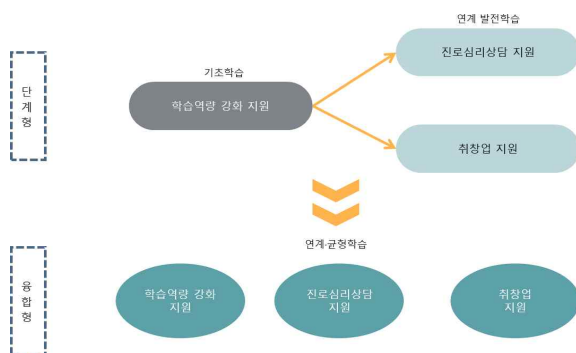 연계 발전학습
진로심리상담 지원
기초학습
단
계
형
학습역량 강화 지원
취창업 지원
연계·균형학습
융
합
형
학습역량 강화
지원
진로심리상담
지원
취창업
지원